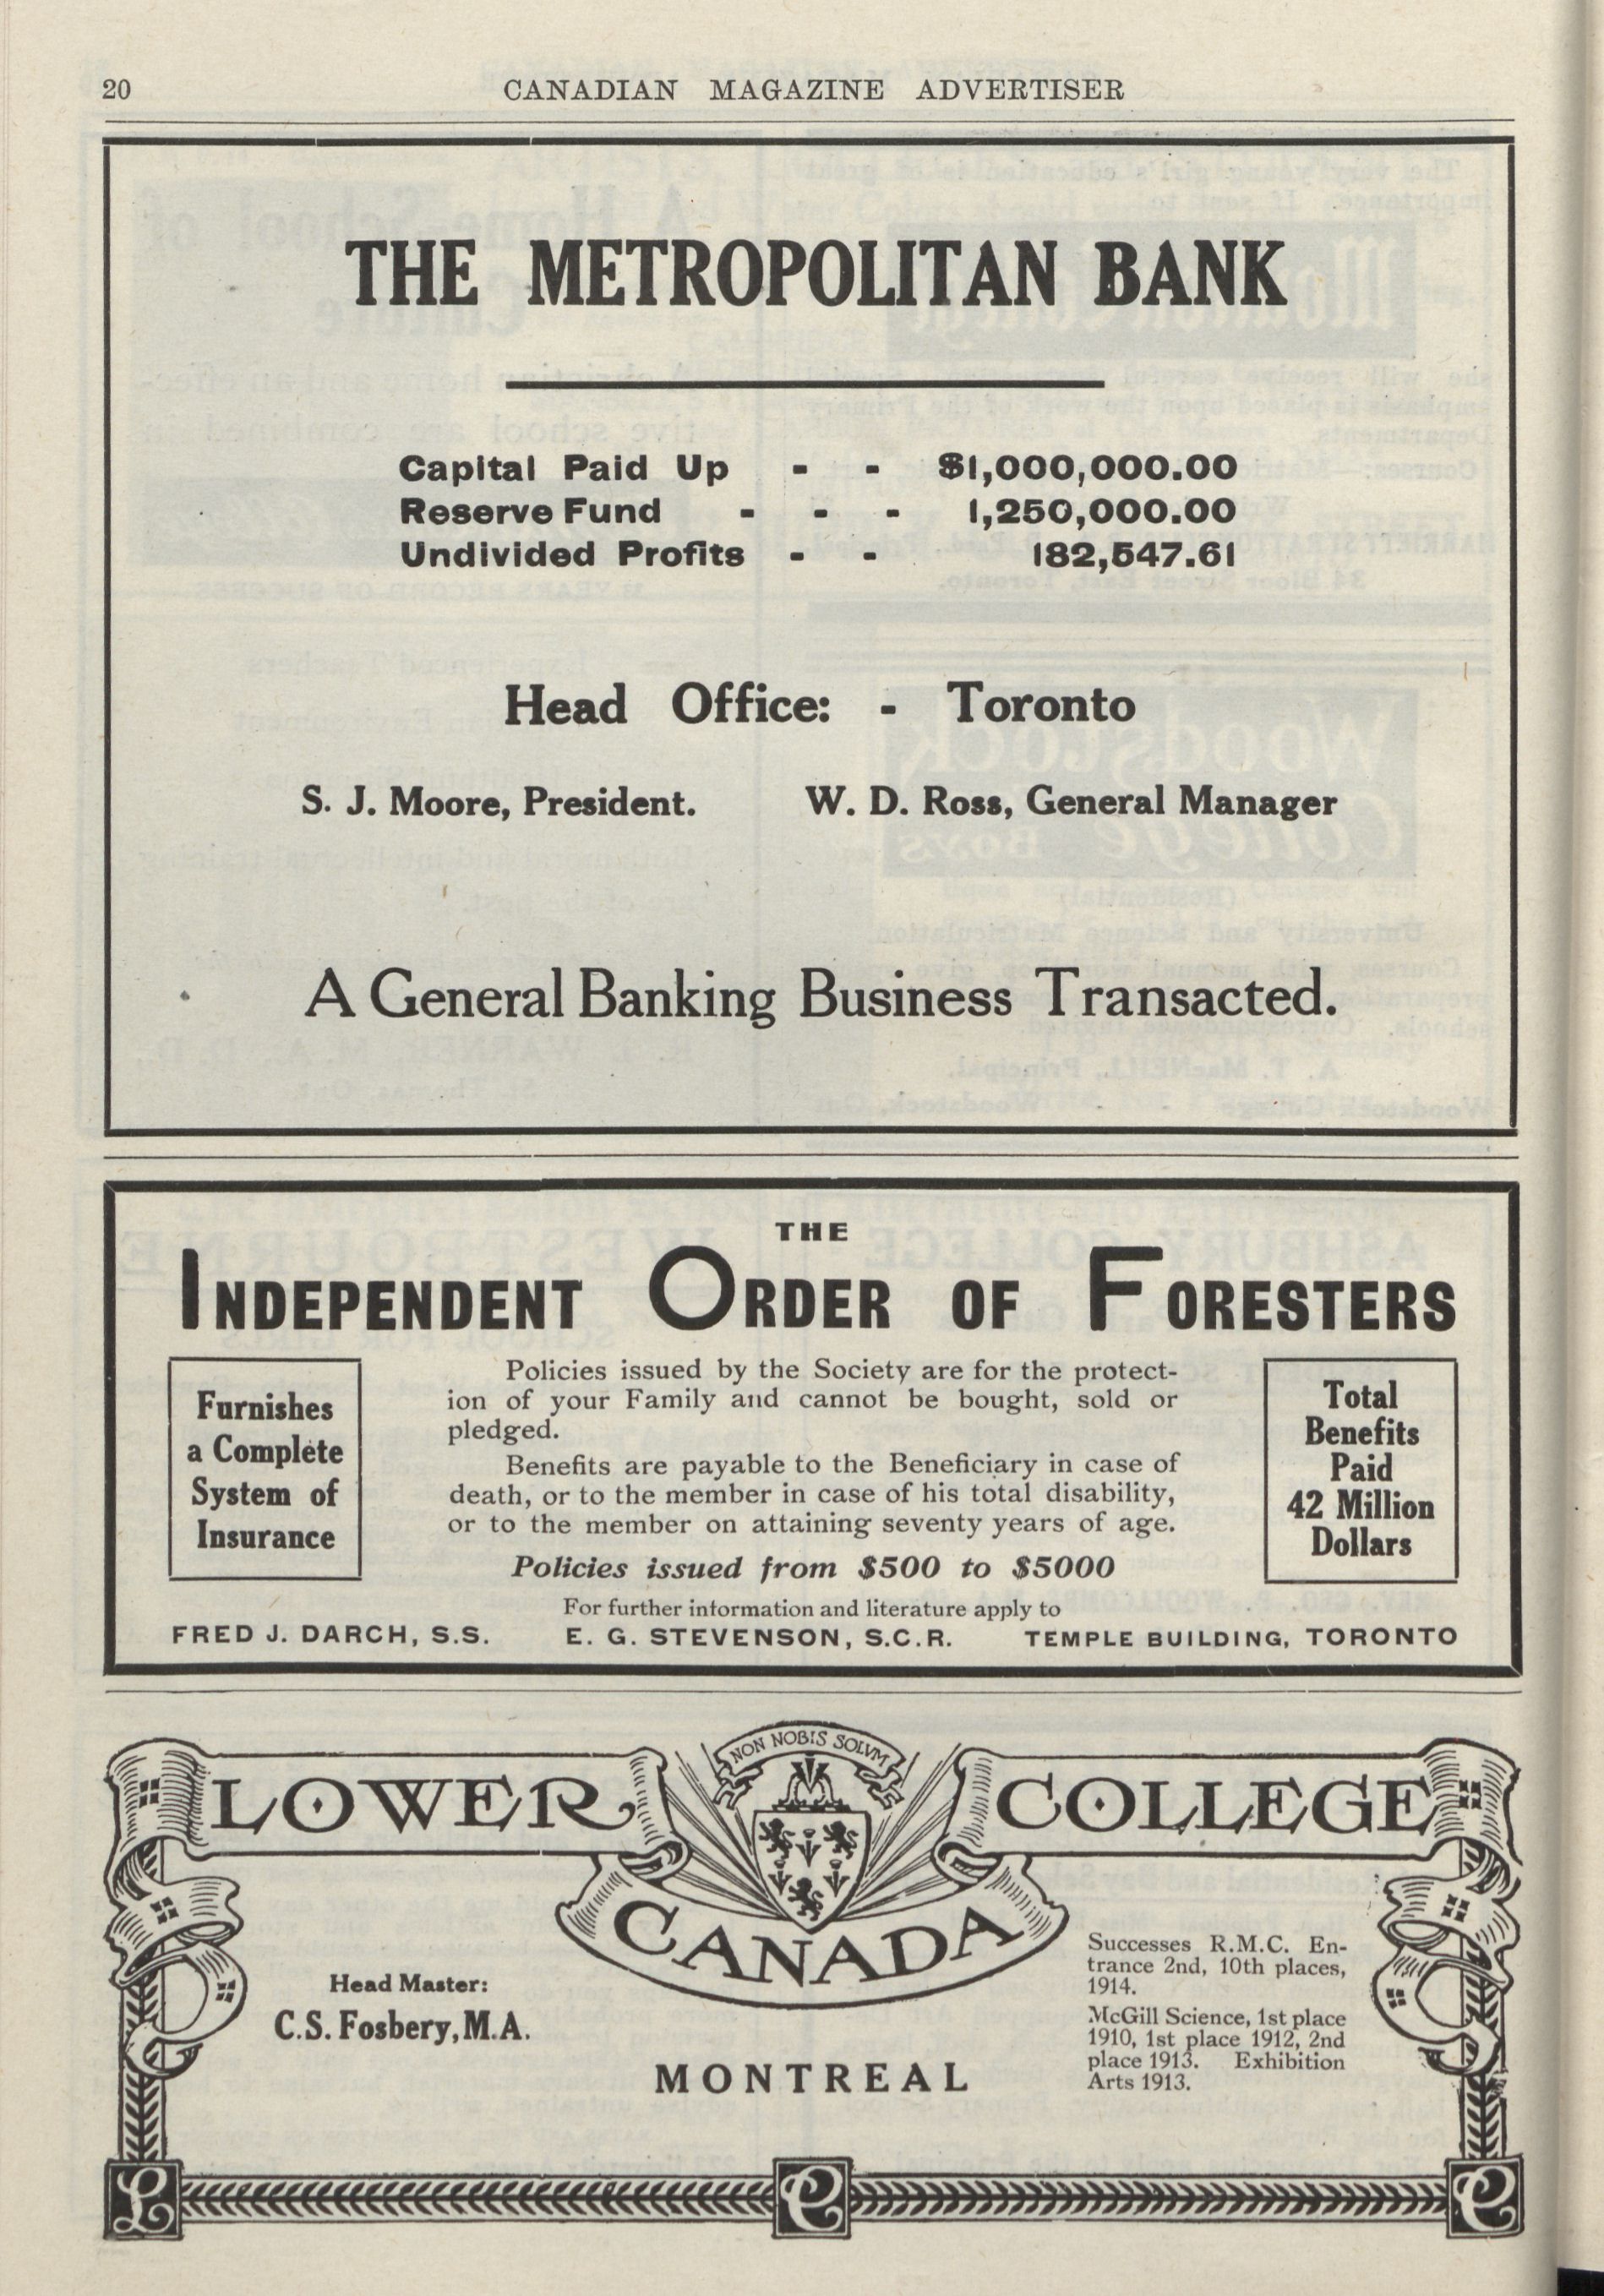 20 CANADIAN MAGAZINE ADVERTISER
THE METROPOLITAN BANK
Capital Paid Up - - $1,000,000.00
Reserve Fund - - - 1,250,000.00
Undivided Profits - - 182,547.61
Head Office: - Toronto
S. J. Moore, President. W. D. Ross, General Manager
A General Banking Business Transacted.
THE
INDEPENDENT ORDER OF FORESTERS
Furnishes
a Complete
System of
Insurance
Policies issued by the Society are for the protect-
ion of your Family and cannot be bought, sold or
pledged.
Benefits are payable to the Beneficiary in case of
death, or to the member in case of his total disability,
or to the member on attaining seventy years of age.
Policies issued from $500 to $5000
Total
Benefits
Paid
42 Million
Dollars
For further intormation and literature apply to
FRED J. DARCH, S.S. E. G. STEVENSON, S.C.R. TEMPLE BUILDING, TORONTO
NON NOBIS SOLVM
LOWER COLLEGE
CANADA
Head Master:
C.S. Fosbery, M.A.
MONTREAL
Successes R.M.C. En-
trance 2nd, 10th places,
1914.
McGill Science, 1st place
1910, 1st place 1912, 2nd
place 1913. Exhibition
Arts 1913.
L C C